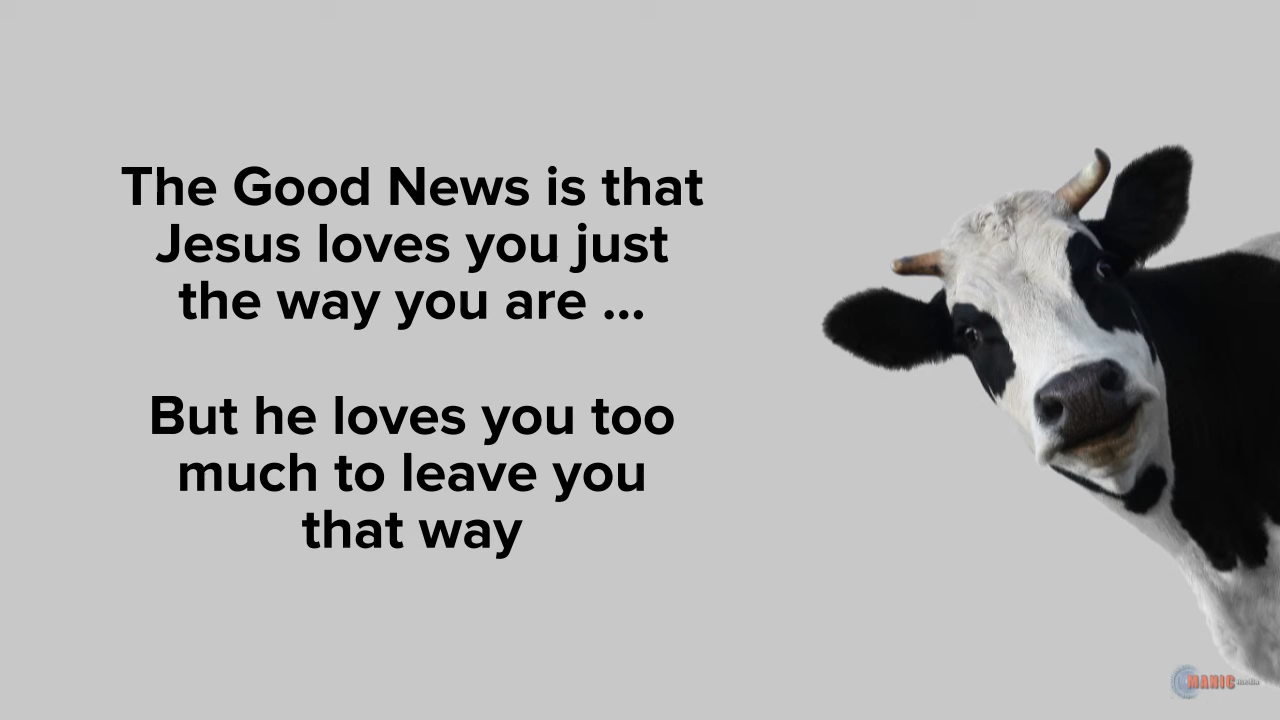 The Good News is that
Jesus loves you just
the way you are ...
But he loves you too
much to leave you
that way
MANIC